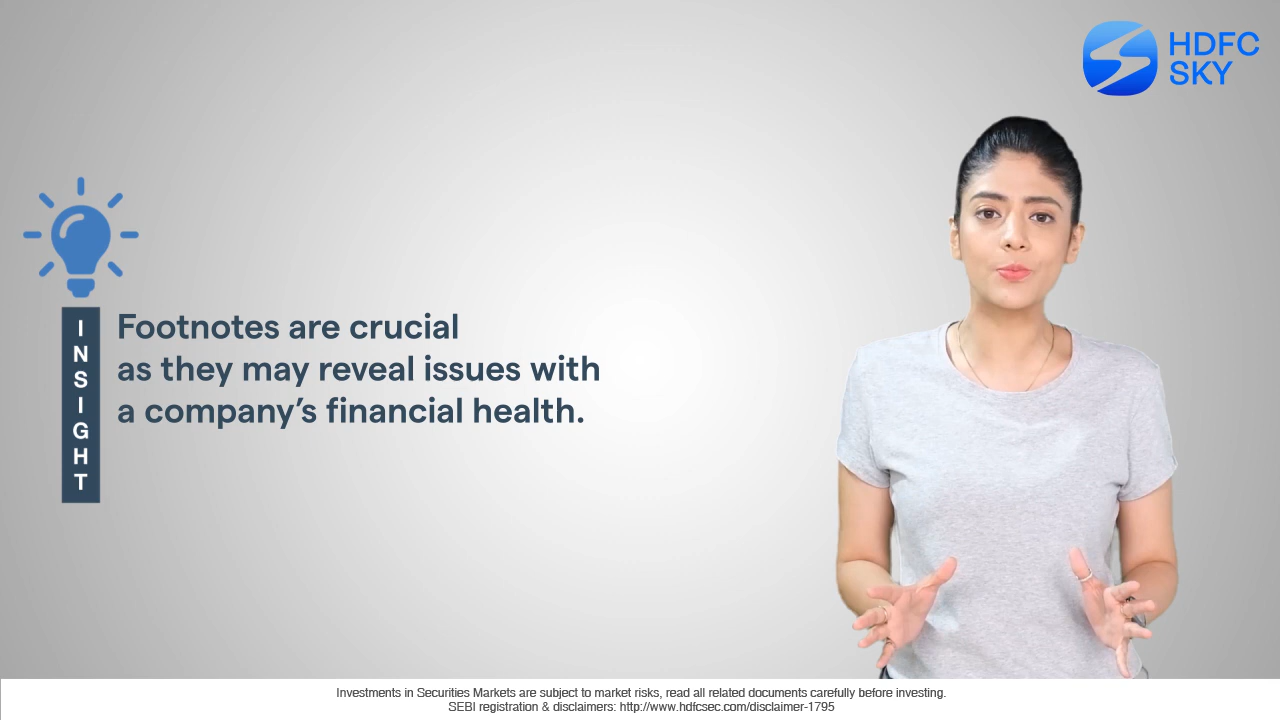 HDFC
SKY
INSIGHT
Footnotes are crucial
as they may reveal issues with
a company’s financial health.
Investments in Securities Markets are subject to market risks, read all related documents carefully before investing.
SEBI registration & disclaimers: http://www.hdfcsec.com/disclaimer-1795